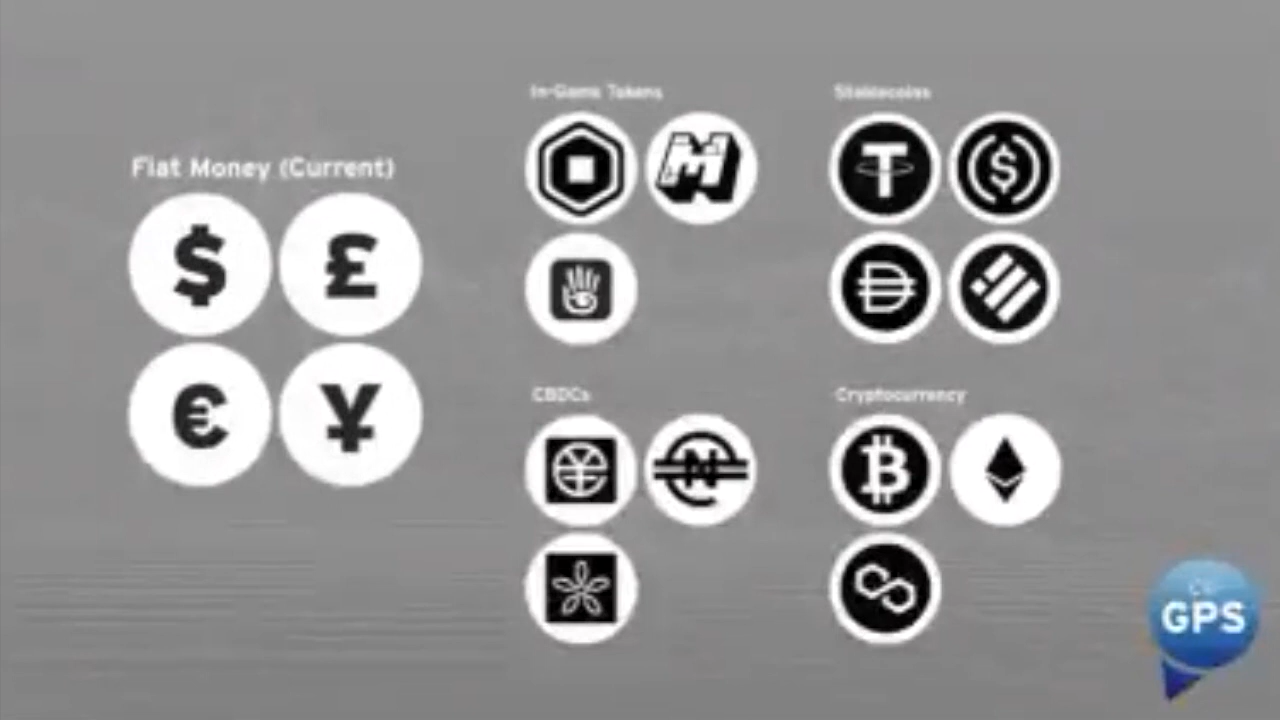 Fiat Money (Current)
$ £
€ ¥
In-Game Tokens
M
Stablecoins
T $
CBDCs
¥ N
Cryptocurrency
₿
GPS